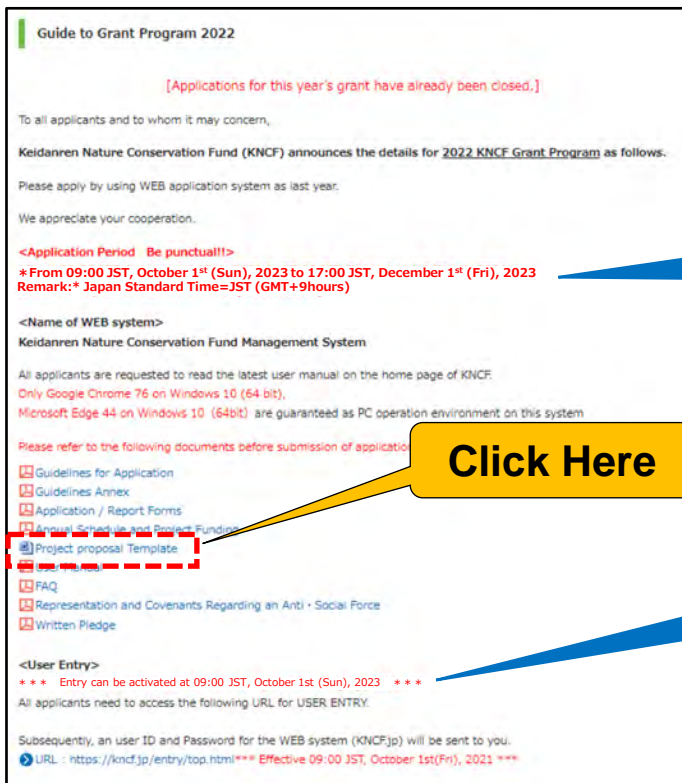 Guide to Grant Program 2022
[Applications for this year's grant have already been closed.]
To all applicants and to whom it may concern,
Keidanren Nature Conservation Fund (KNCF) announces the details for 2022 KNCF Grant Program as follows.
Please apply by using WEB application system as last year.
We appreciate your cooperation.
<Application Period Be punctual!!>
*From 09:00 JST, October 1st (Sun), 2023 to 17:00 JST, December 1st (Fri), 2023
Remark:* Japan Standard Time=JST (GMT+9hours)
<Name of WEB system>
Keidanren Nature Conservation Fund Management System
All applicants are requested to read the latest user manual on the home page of KNCF.
Only Google Chrome 76 on Windows 10 (64 bit),
Microsoft Edge 44 on Windows 10 (64bit) are guaranteed as PC operation environment on this system
Please refer to the following documents before submission of application
Click Here
Guidelines for Application
Guidelines Annex
Application / Report Forms
Annual Schedule and Project Funding
Project proposal Template
User Manual
FAQ
Representation and Covenants Regarding an Anti・Social Force
Written Pledge
<User Entry>
* * * Entry can be activated at 09:00 JST, October 1st (Sun), 2023 * * *
All applicants need to access the following URL for USER ENTRY.
Subsequently, an user ID and Password for the WEB system (KNCF.jp) will be sent to you.
URL : https://kncf.jp/entry/top.html*** Effective 09:00 JST, October 1st(Fri), 2021 ***